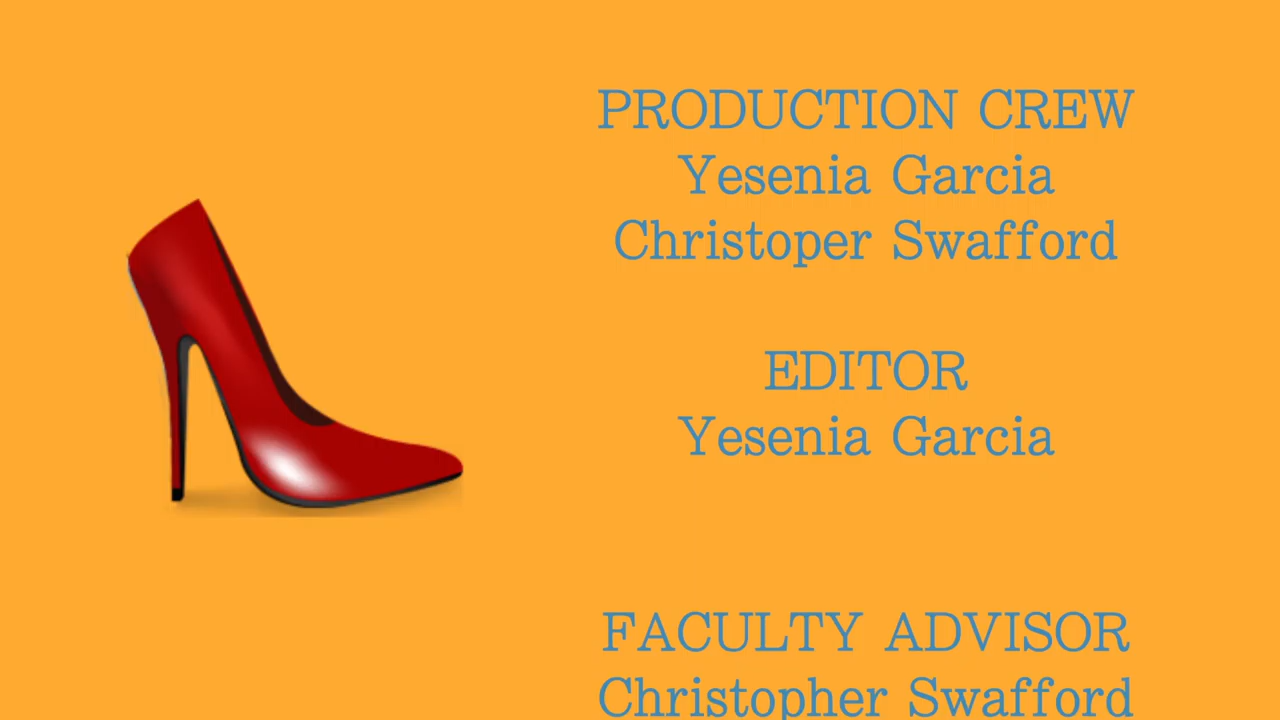 PRODUCTION CREW
Yesenia Garcia
Christoper Swafford
EDITOR
Yesenia Garcia
FACULTY ADVISOR
Christopher Swafford